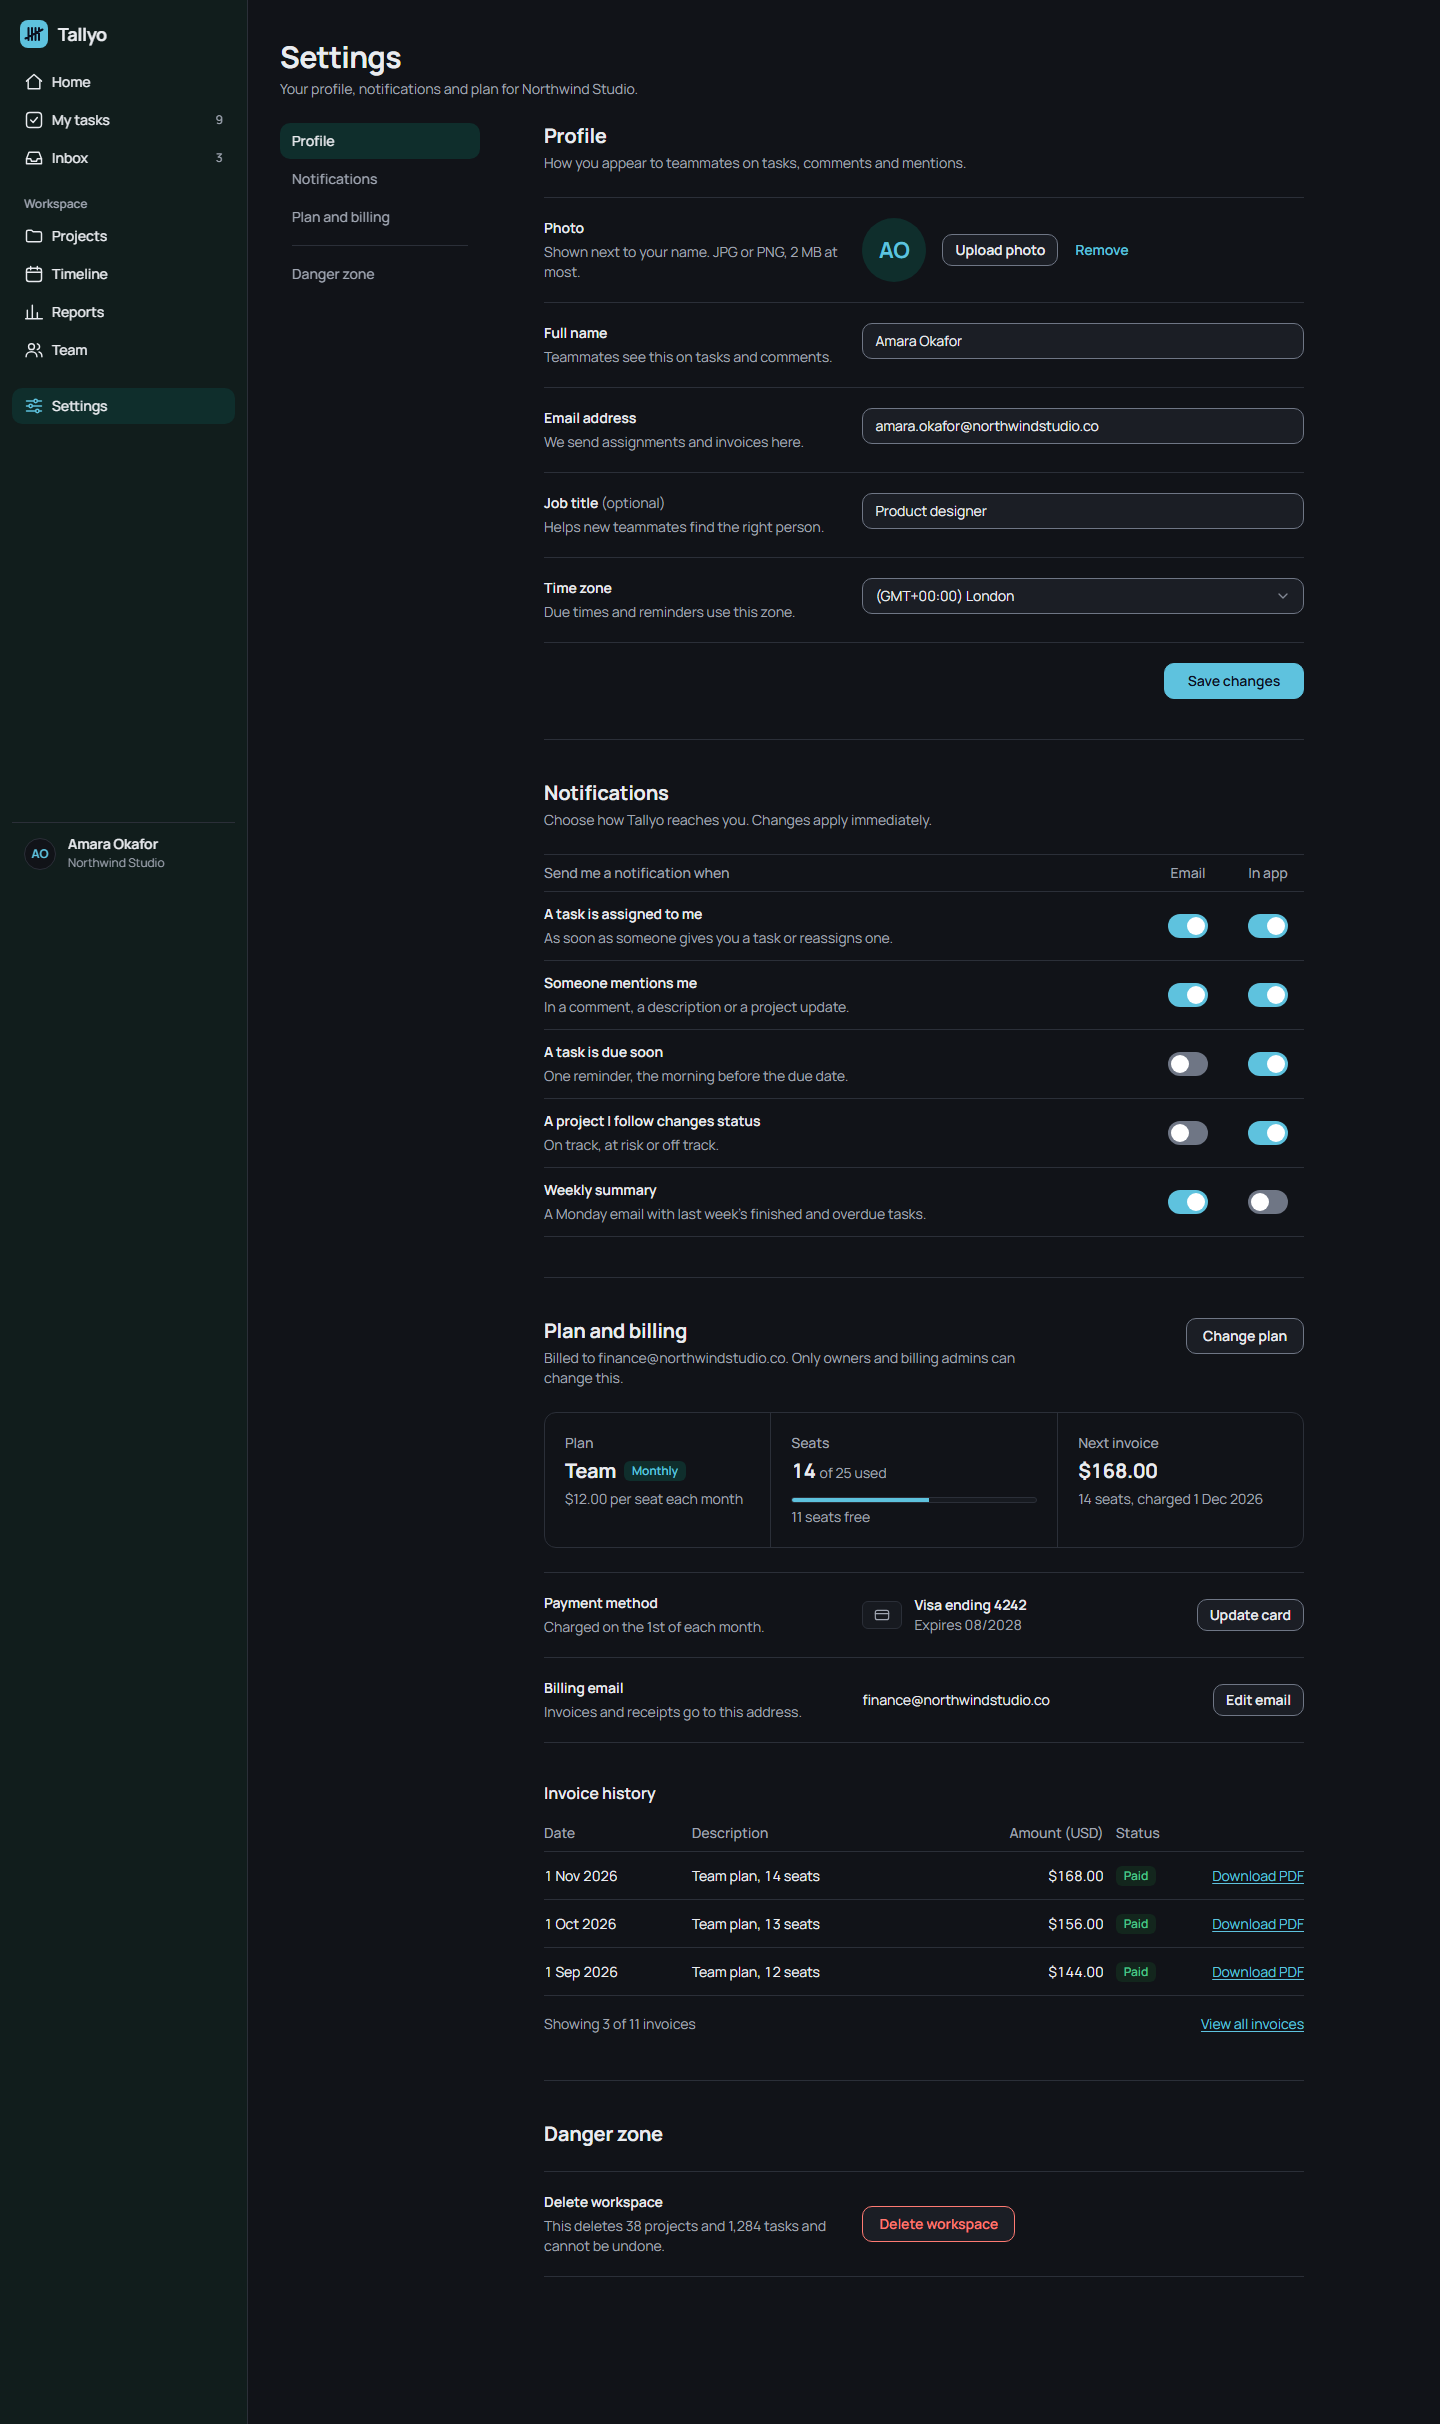 Tallyo
Home
My tasks 9
Inbox 3
Workspace
Projects
Timeline
Reports
Team
Settings
AO
Amara Okafor
Northwind Studio
Settings
Your profile, notifications and plan for Northwind Studio.
Profile
Notifications
Plan and billing
Danger zone
Profile
How you appear to teammates on tasks, comments and mentions.
Photo
Shown next to your name. JPG or PNG, 2 MB at
most.
AO
Upload photo
Remove
Full name
Teammates see this on tasks and comments.
Amara Okafor
Email address
We send assignments and invoices here.
amara.okafor@northwindstudio.co
Job title (optional)
Helps new teammates find the right person.
Product designer
Time zone
Due times and reminders use this zone.
(GMT+00:00) London
Save changes
Notifications
Choose how Tallyo reaches you. Changes apply immediately.
Send me a notification when Email In app
A task is assigned to me
As soon as someone gives you a task or reassigns one.
Someone mentions me
In a comment, a description or a project update.
A task is due soon
One reminder, the morning before the due date.
A project I follow changes status
On track, at risk or off track.
Weekly summary
A Monday email with last week's finished and overdue tasks.
Plan and billing
Billed to finance@northwindstudio.co. Only owners and billing admins can
change this.
Change plan
Plan
Team Monthly
$12.00 per seat each month
Seats
14 of 25 used
11 seats free
Next invoice
$168.00
14 seats, charged 1 Dec 2026
Payment method
Charged on the 1st of each month.
Visa ending 4242
Expires 08/2028
Update card
Billing email
Invoices and receipts go to this address.
finance@northwindstudio.co
Edit email
Invoice history
Date Description Amount (USD) Status
1 Nov 2026 Team plan, 14 seats $168.00 Paid Download PDF
1 Oct 2026 Team plan, 13 seats $156.00 Paid Download PDF
1 Sep 2026 Team plan, 12 seats $144.00 Paid Download PDF
Showing 3 of 11 invoices View all invoices
Danger zone
Delete workspace
This deletes 38 projects and 1,284 tasks and
cannot be undone.
Delete workspace